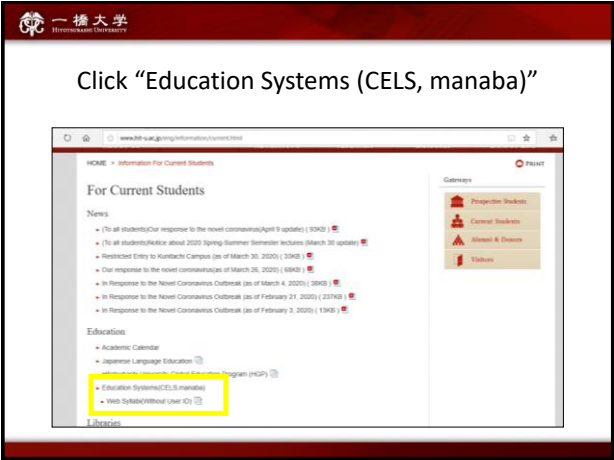 一橋大学
HITOTSUBASHI UNIVERSITY
Click “Education Systems (CELS, manaba)”
www.hit-u.ac.jp/eng/information/current.html
HOME > Information For Current Students
PRINT
For Current Students
News
(To all students)Our response to the novel coronavirus(April 9 update) ( 93KB )
(To all students)Notice about 2020 Spring-Summer Semester lectures (March 30 update)
Restricted Entry to Kunitachi Campus (as of March 30, 2020) ( 33KB )
Our response to the novel coronavirus(as of March 26, 2020) ( 68KB )
In Response to the Novel Coronavirus Outbreak (as of March 4, 2020) ( 38KB )
In Response to the Novel Coronavirus Outbreak (as of February 21, 2020) ( 237KB )
In Response to the Novel Coronavirus Outbreak (as of February 3, 2020) ( 13KB )
Education
Academic Calendar
Japanese Language Education
Hitotsubashi University Global Education Program (HGP)
Education Systems(CELS,manaba)
Web Syllabi(Without User ID)
Libraries
Gateways
Prospective Students
Current Students
Alumni & Donors
Visitors